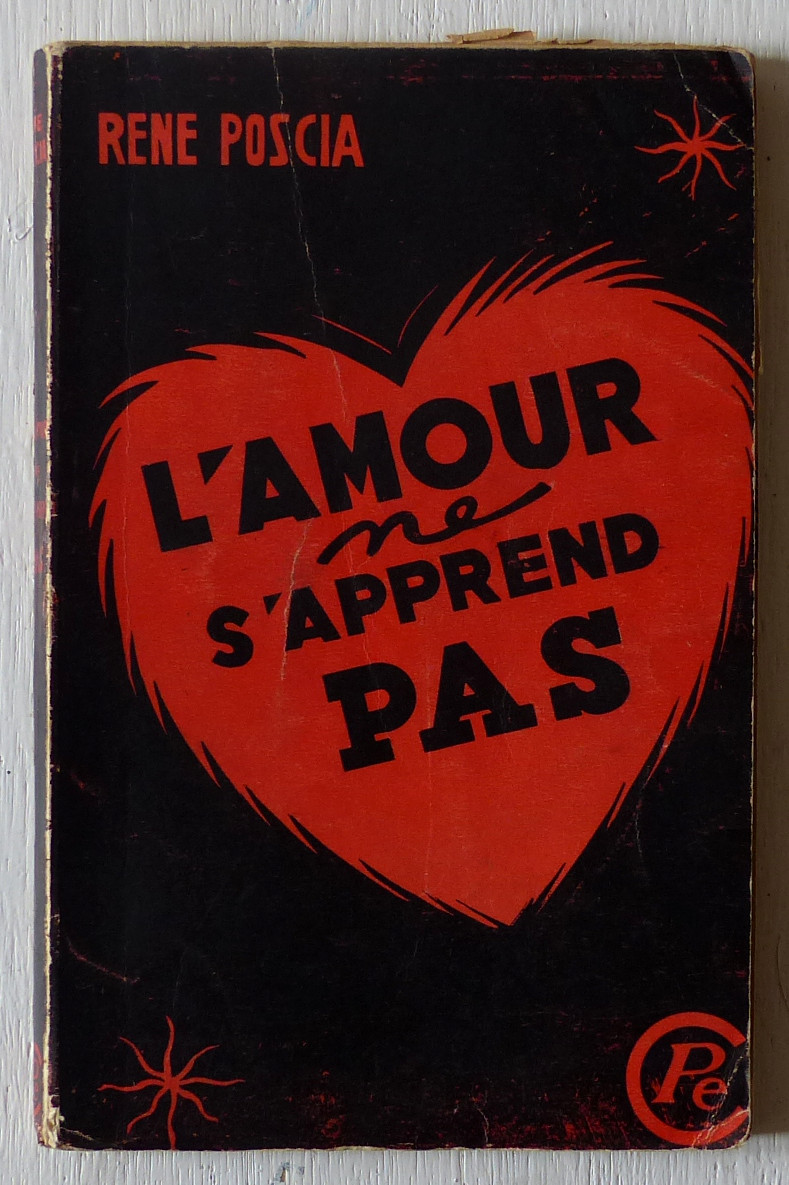 RENE POSCIA
L'AMOUR
ne
S'APPREND
PAS
Pe